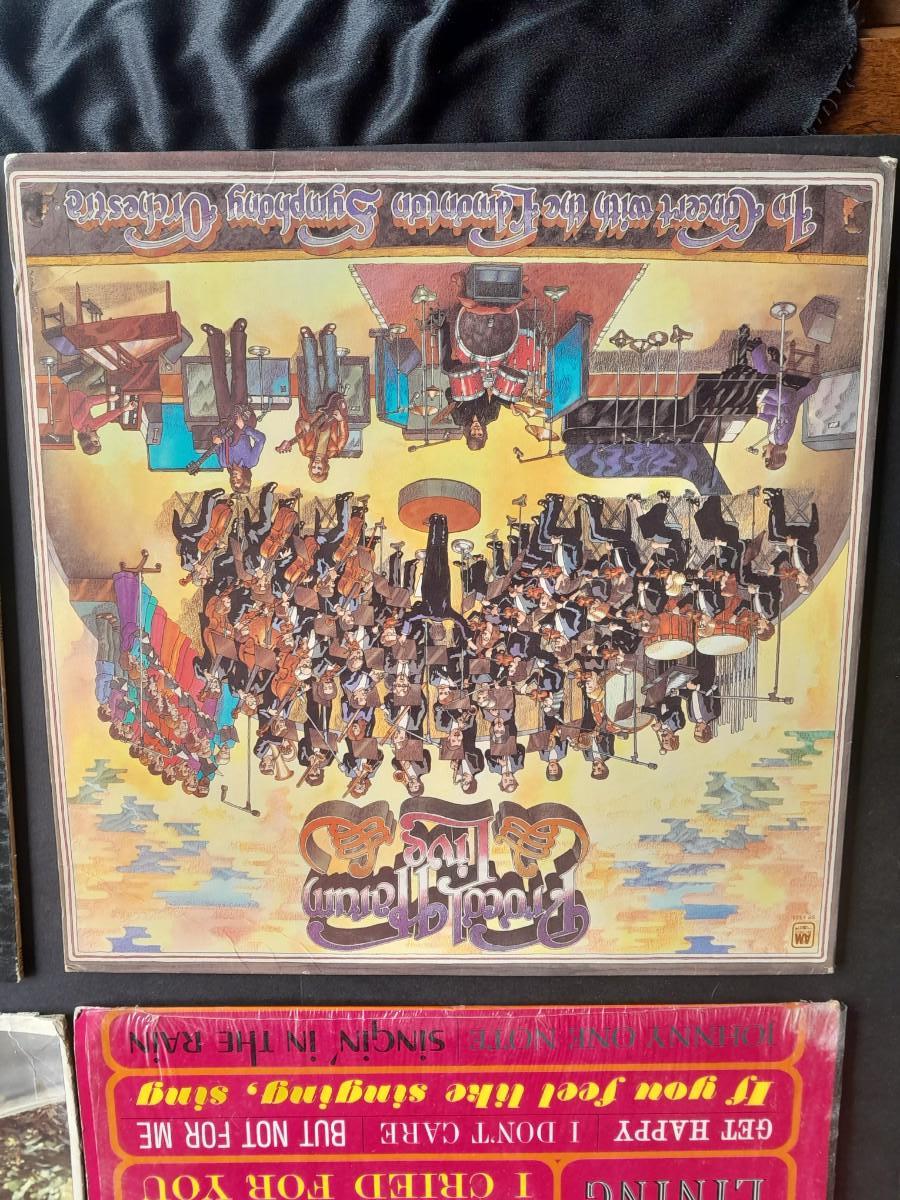 Procol Harum
Live
In Concert with the Edmonton Symphony Orchestra
AM
LINING
I CRIED FOR YOU
GET HAPPY
I DON'T CARE
BUT NOT FOR ME
If you feel like singing, sing
JOHNNY ONE NOTE
SINGIN' IN THE RAIN